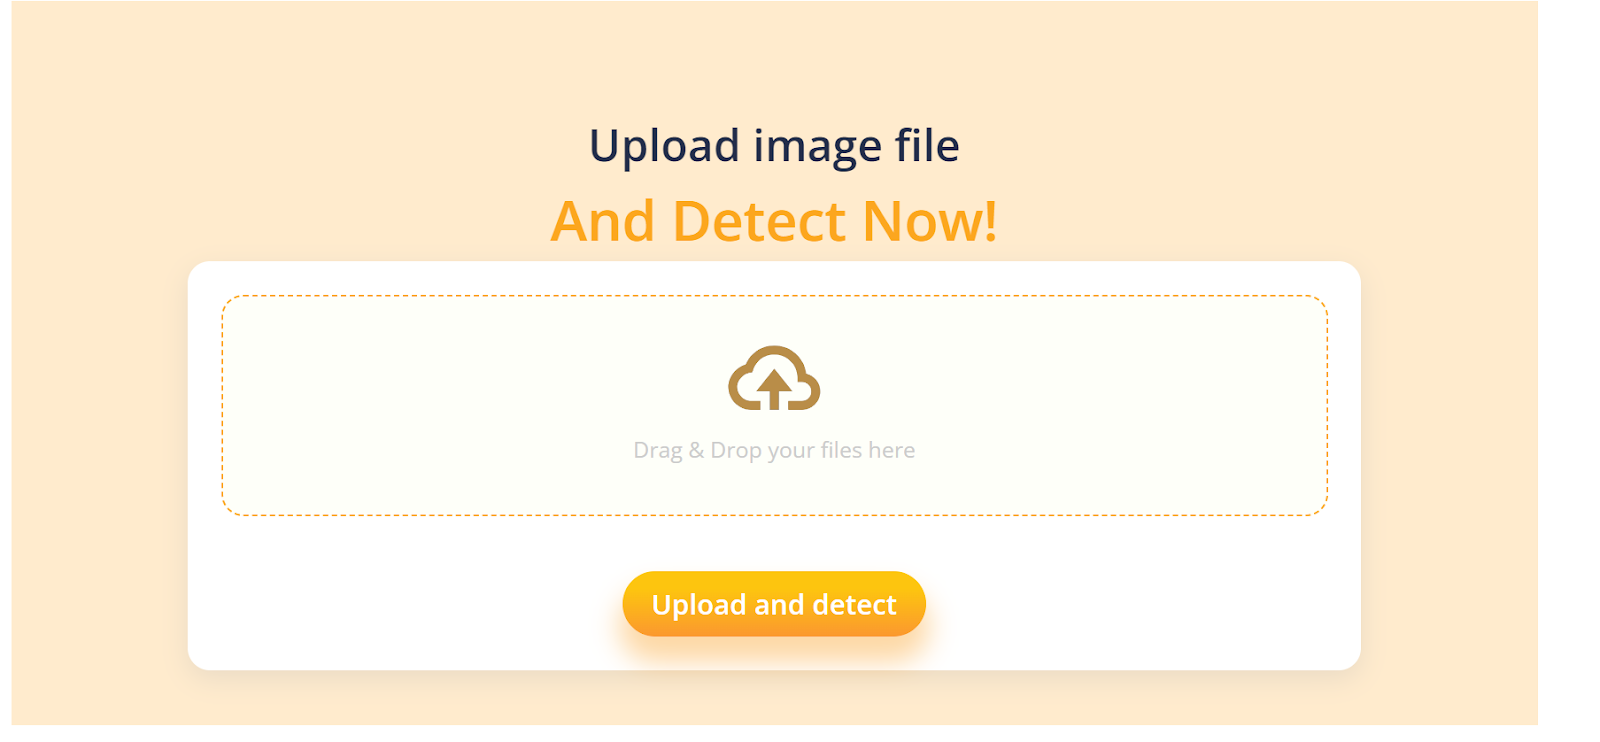 Upload image file
And Detect Now!
Drag & Drop your files here
Upload and detect